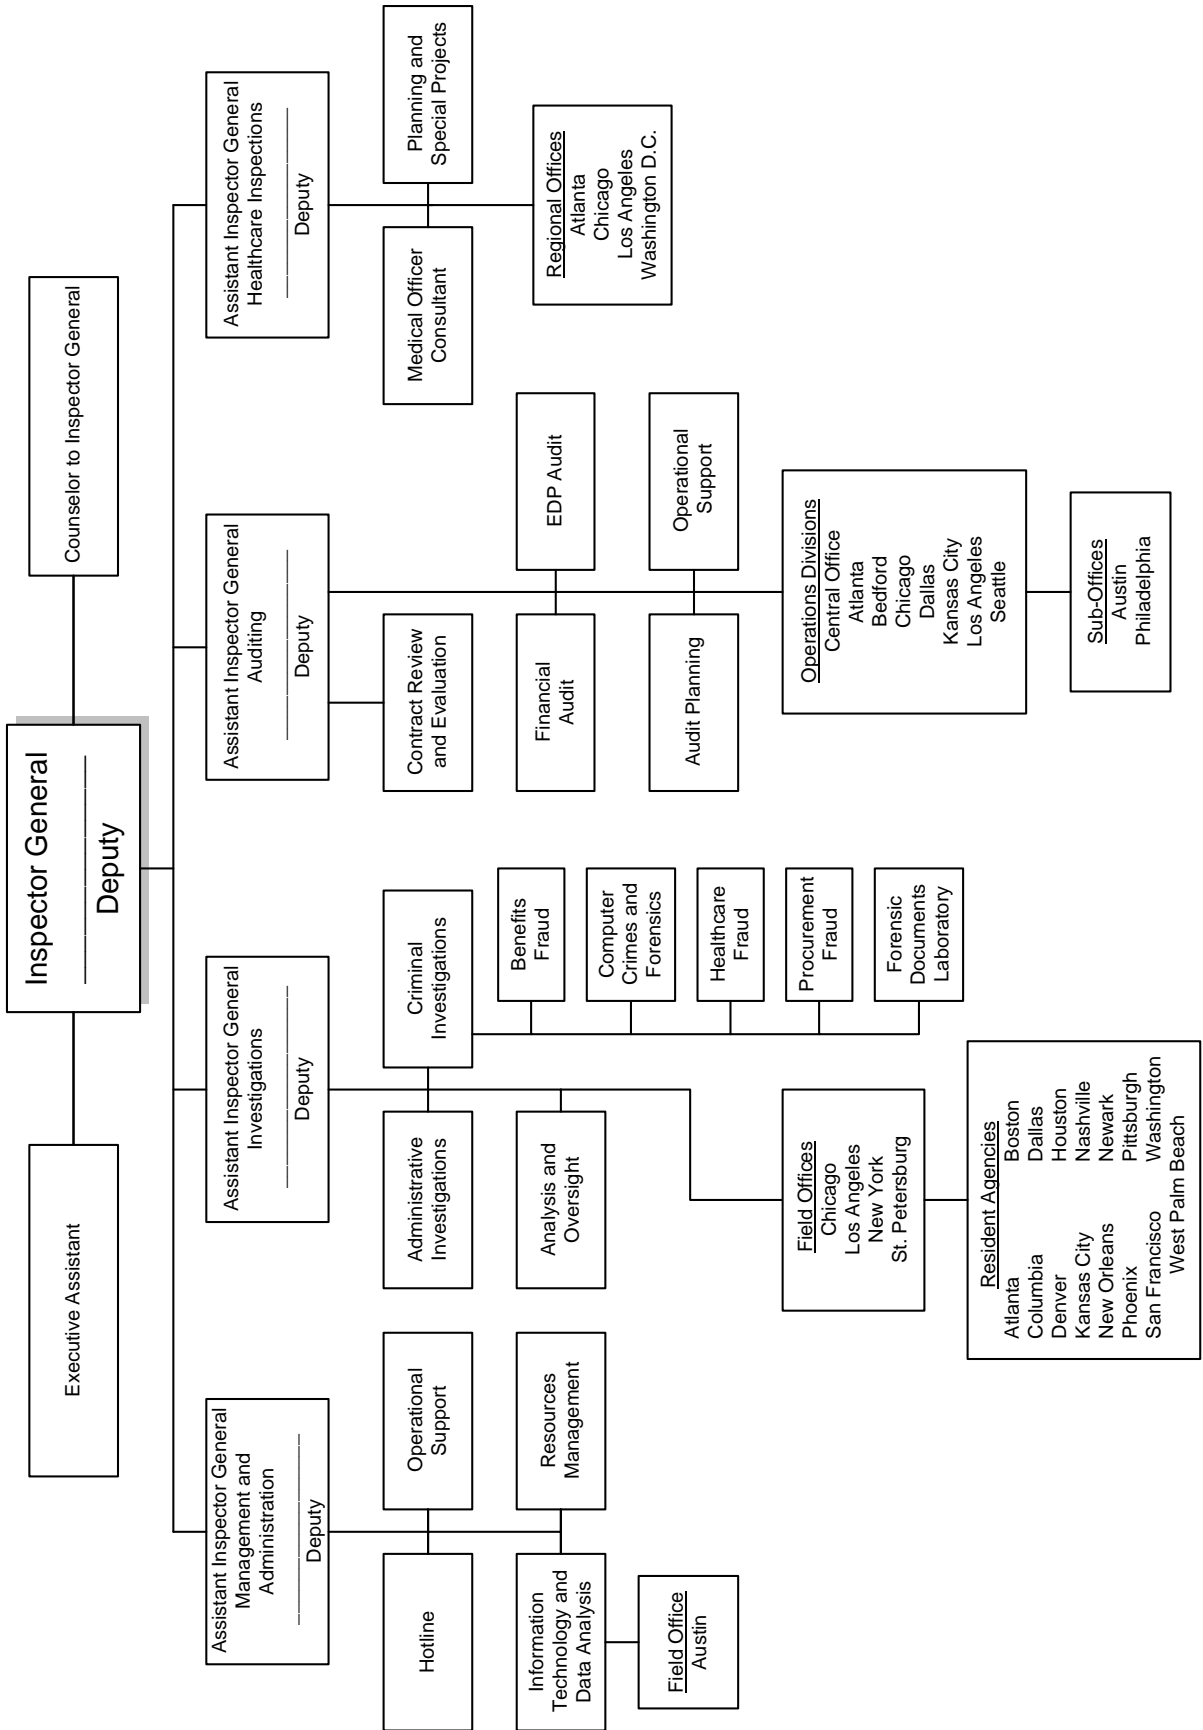 Inspector General
Deputy
Executive Assistant
Counselor to Inspector General
Assistant Inspector General
Management and
Administration
Deputy
Assistant Inspector General
Investigations
Deputy
Assistant Inspector General
Auditing
Deputy
Assistant Inspector General
Healthcare Inspections
Deputy
Hotline
Operational
Support
Information
Technology and
Data Analysis
Resources
Management
Field Office
Austin
Administrative
Investigations
Criminal
Investigations
Analysis and
Oversight
Benefits
Fraud
Computer
Crimes and
Forensics
Healthcare
Fraud
Procurement
Fraud
Forensic
Documents
Laboratory
Field Offices
Chicago
Los Angeles
New York
St. Petersburg
Resident Agencies
Atlanta Boston
Columbia Dallas
Denver Houston
Kansas City Nashville
New Orleans Newark
Phoenix Pittsburgh
San Francisco Washington
West Palm Beach
Contract Review
and Evaluation
Financial
Audit
EDP Audit
Audit Planning
Operational
Support
Operations Divisions
Central Office
Atlanta
Bedford
Chicago
Dallas
Kansas City
Los Angeles
Seattle
Sub-Offices
Austin
Philadelphia
Medical Officer
Consultant
Planning and
Special Projects
Regional Offices
Atlanta
Chicago
Los Angeles
Washington D.C.